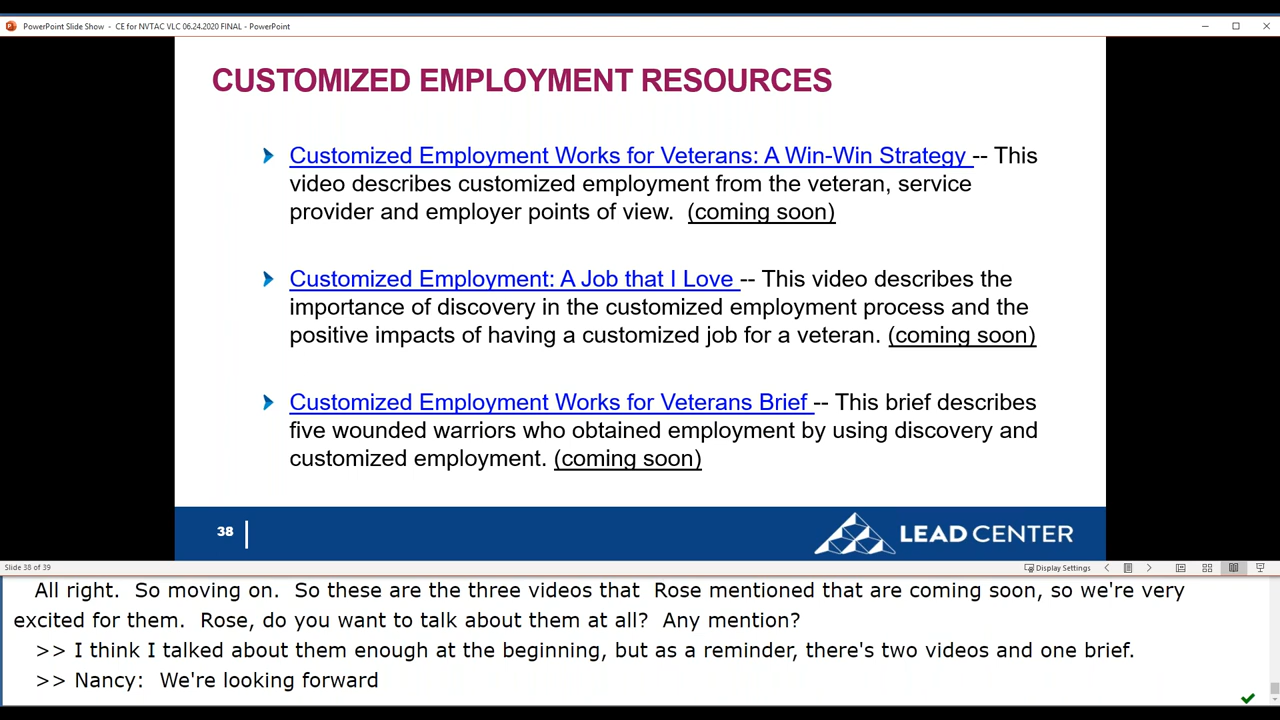 PowerPoint Slide Show - CE for NVTAC VLC 06.24.2020 FINAL - PowerPoint
CUSTOMIZED EMPLOYMENT RESOURCES
Customized Employment Works for Veterans: A Win-Win Strategy -- This
video describes customized employment from the veteran, service
provider and employer points of view. (coming soon)
Customized Employment: A Job that I Love -- This video describes the
importance of discovery in the customized employment process and the
positive impacts of having a customized job for a veteran. (coming soon)
Customized Employment Works for Veterans Brief -- This brief describes
five wounded warriors who obtained employment by using discovery and
customized employment. (coming soon)
38
LEAD CENTER
Slide 38 of 39
Display Settings
All right. So moving on. So these are the three videos that Rose mentioned that are coming soon, so we're very
excited for them. Rose, do you want to talk about them at all? Any mention?
>> I think I talked about them enough at the beginning, but as a reminder, there's two videos and one brief.
>> Nancy: We're looking forward